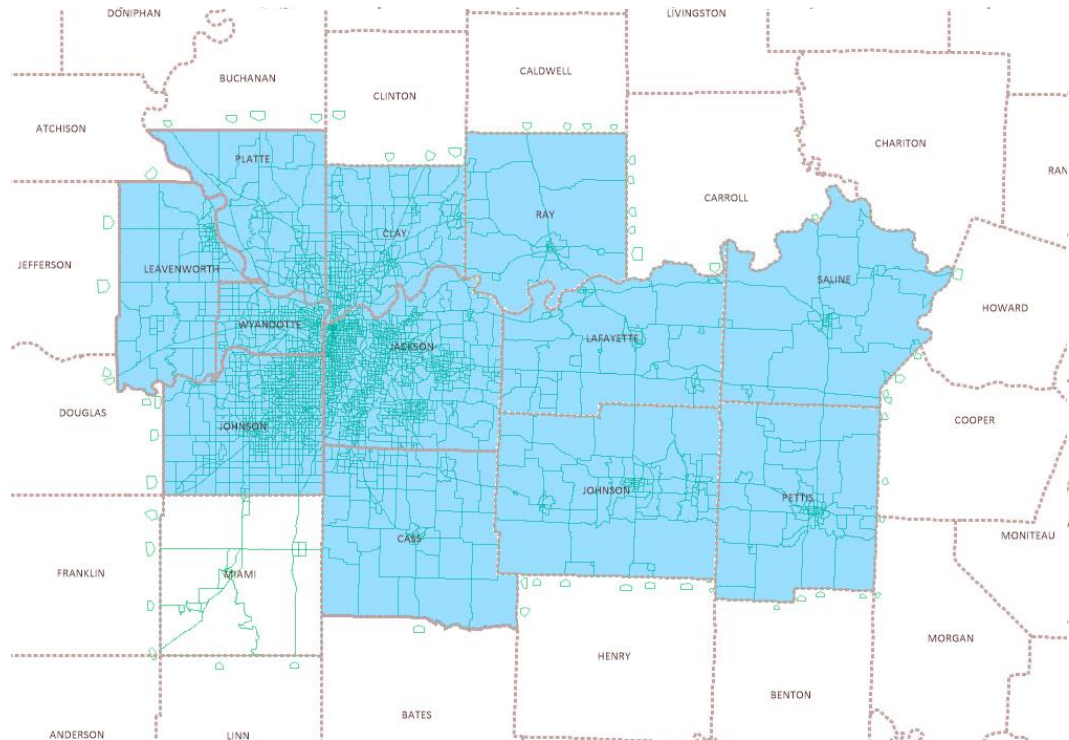 DONIPHAN
LIVINGSTON
BUCHANAN
CALDWELL
CLINTON
ATCHISON
CHARITON
PLATTE
RAN
CARROLL
RAY
CLAY
JEFFERSON
LEAVENWORTH
SALINE
HOWARD
WYANDOTTE
LAFAYETTE
JACKSON
DOUGLAS
COOPER
JOHNSON
JOHNSON
PETTIS
MONITEAU
CASS
FRANKLIN
MIAMI
MORGAN
HENRY
BENTON
BATES
ANDERSON
LINN